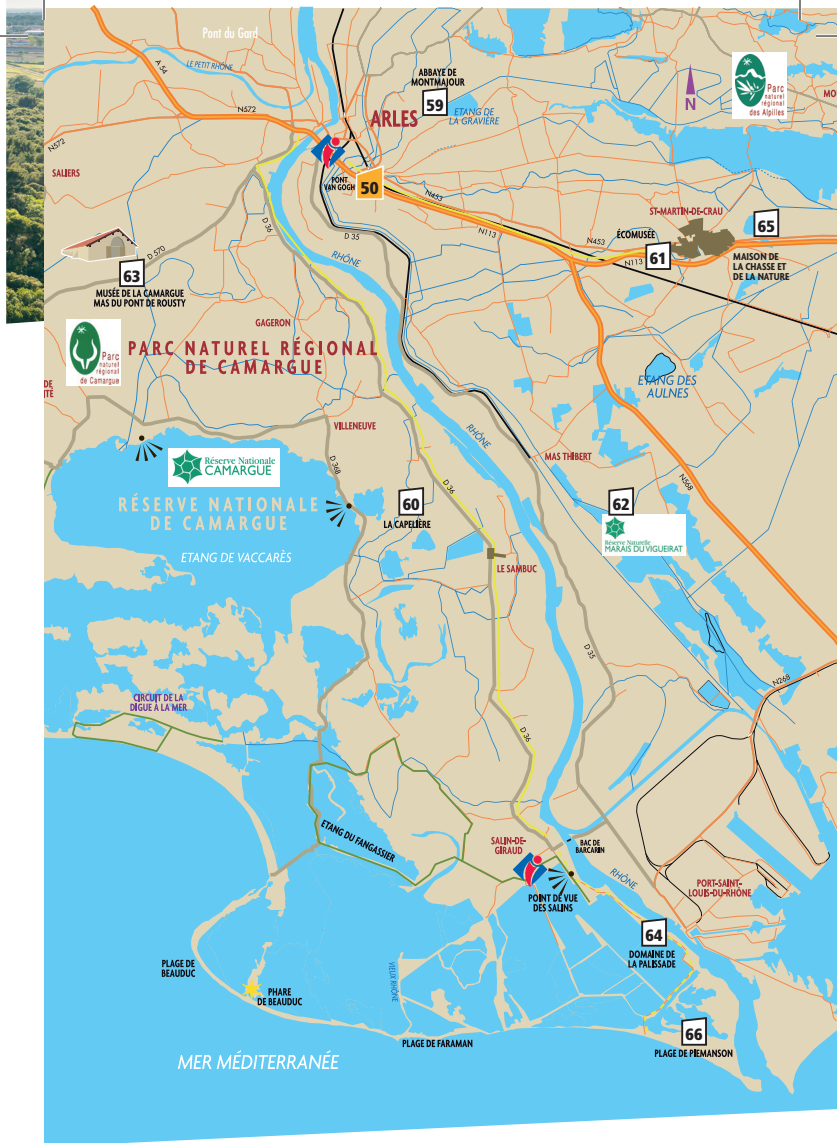 Pont du Gard
A 54
LE PETIT RHÔNE
N572
N572
SALIERS
ABBAYE DE
MONTMAJOUR
59
ARLES
ETANG DE
LA GRAVIÈRE
N
Parc
naturel
régional
des Alpilles
MO
PONT
VAN GOGH
50
N453
N113
ST-MARTIN-DE-CRAU
ÉCOMUSÉE
N453
61
N113
65
MAISON DE
LA CHASSE ET
DE LA NATURE
D 36
D 35
D 570
RHÔNE
63
MUSÉE DE LA CAMARGUE
MAS DU PONT DE ROUSTY
GAGERON
Parc
naturel
régional
de Camargue
PARC NATUREL RÉGIONAL
DE CAMARGUE
DE
ITÉ
ETANG DES
AULNES
VILLENEUVE
RHÔNE
MAS THIBERT
Réserve Nationale
CAMARGUE
D 36B
D 36
N568
RÉSERVE NATIONALE
DE CAMARGUE
60
LA CAPELIÈRE
62
Réserve Naturelle
MARAIS DU VIGUEIRAT
ETANG DE VACCARÈS
LE SAMBUC
D 35
N268
CIRCUIT DE LA
DIGUE À LA MER
D 36
ETANG DU FANGASSIER
SALIN-DE-
GIRAUD
BAC DE
BARCARIN
RHÔNE
POINT DE VUE
DES SALINS
PORT-SAINT-
LOUIS-DU-RHÔNE
64
DOMAINE DE
LA PALISSADE
PLAGE DE
BEAUDUC
VIEUX RHÔNE
PHARE
DE BEAUDUC
PLAGE DE FARAMAN
66
PLAGE DE PIEMANSON
MER MÉDITERRANÉE